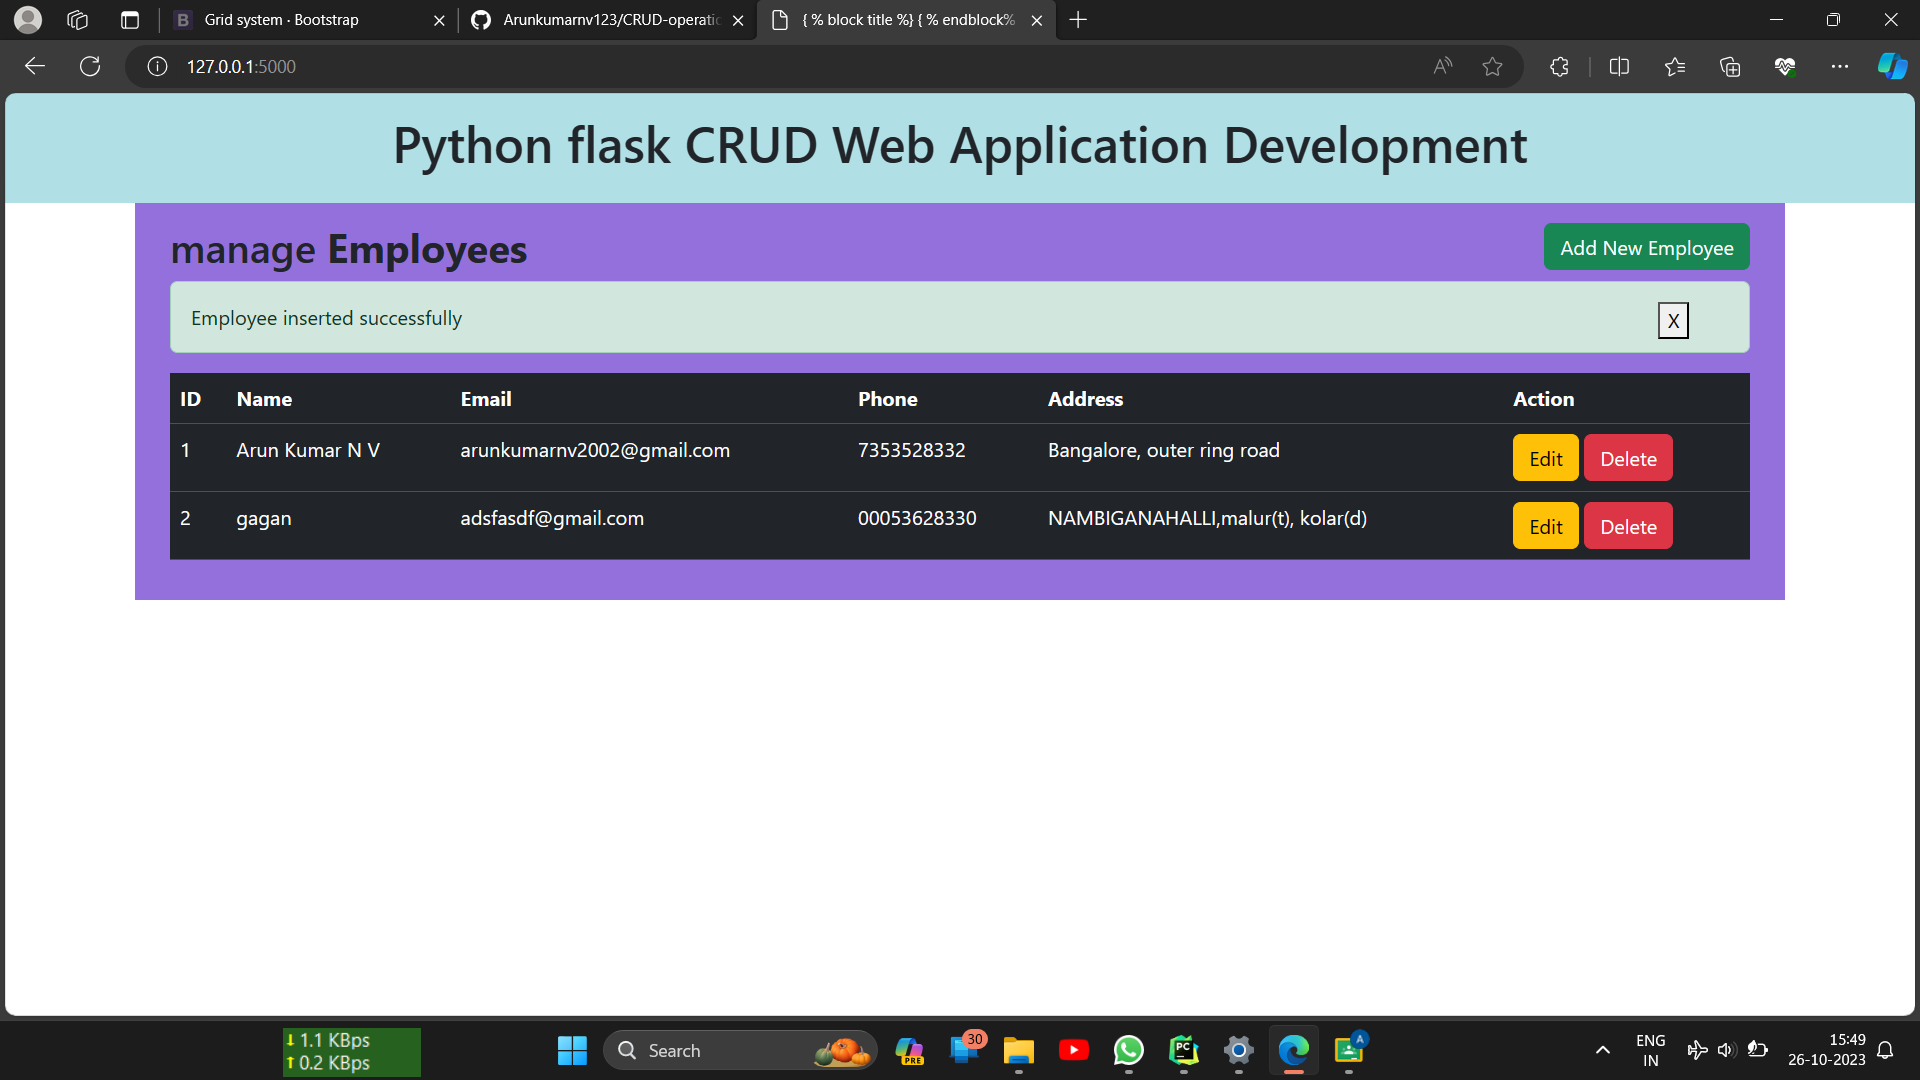 Grid system · Bootstrap
Arunkumarnv123/CRUD-operatio
{ % block title %} { % endblock%
127.0.0.1:5000
Python flask CRUD Web Application Development
manage Employees
Add New Employee
Employee inserted successfully
X
ID Name Email Phone Address Action
1 Arun Kumar N V arunkumarnv2002@gmail.com 7353528332 Bangalore, outer ring road Edit Delete
2 gagan adsfasdf@gmail.com 00053628330 NAMBIGANAHALLI,malur(t), kolar(d) Edit Delete
1.1 KBps
0.2 KBps
Search
PRE
30
PC
A
ENG
IN
15:49
26-10-2023